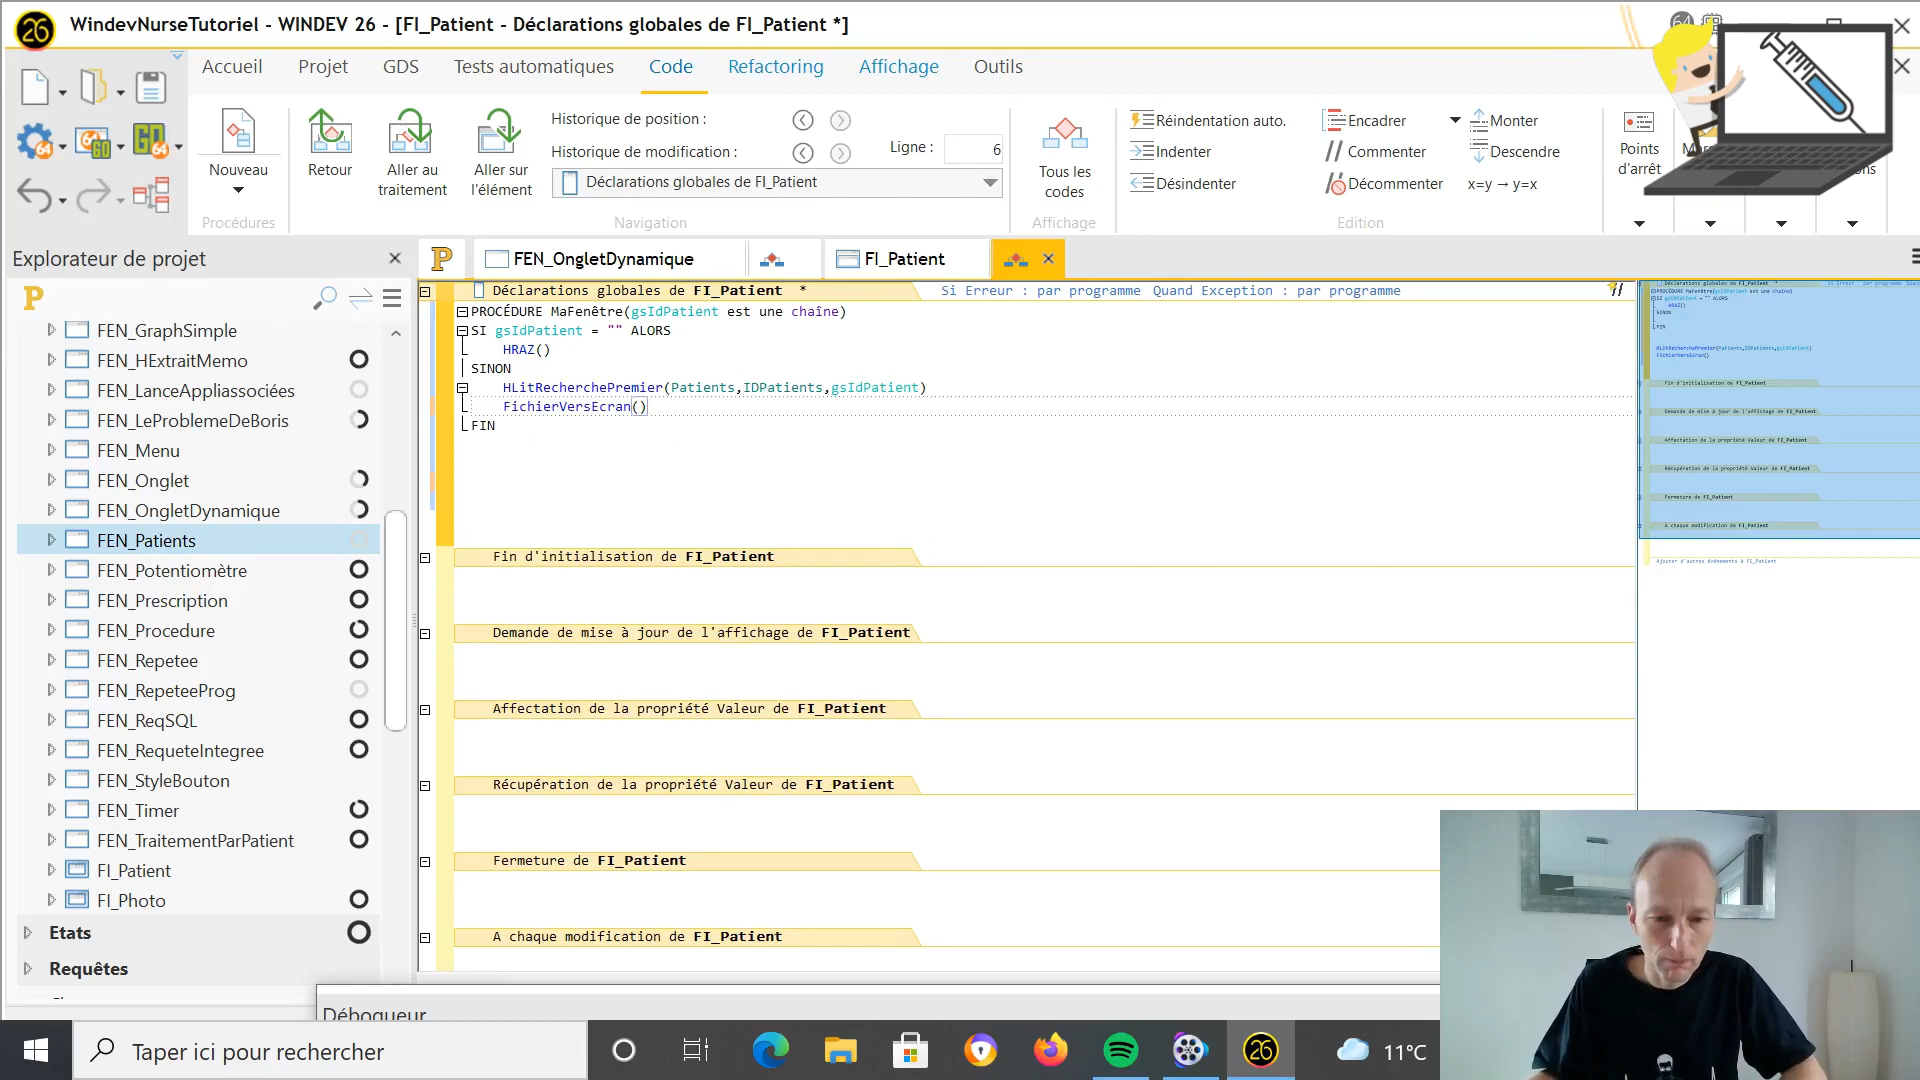 26 WindevNurseTutoriel - WINDEV 26 - [FI_Patient - Déclarations globales de FI_Patient *]
Accueil Projet GDS Tests automatiques Code Refactoring Affichage Outils
Nouveau
Procédures
Retour
Aller au traitement
Aller sur l'élément
Historique de position :
Historique de modification :
Ligne : 6
Déclarations globales de FI_Patient
Navigation
Tous les codes
Affichage
Réindentation auto.
Indenter
Désindenter
Encadrer
Commenter
Décommenter
Monter
Descendre
x=y → y=x
Edition
Points d'arrêt
Explorateur de projet
FEN_OngletDynamique
FI_Patient
FEN_GraphSimple
FEN_HExtraitMemo
FEN_LanceAppliassociées
FEN_LeProblemeDeBoris
FEN_Menu
FEN_Onglet
FEN_OngletDynamique
FEN_Patients
FEN_Potentiomètre
FEN_Prescription
FEN_Procedure
FEN_Repetee
FEN_RepeteeProg
FEN_ReqSQL
FEN_RequeteIntegree
FEN_StyleBouton
FEN_Timer
FEN_TraitementParPatient
FI_Patient
FI_Photo
Etats
Requêtes
Déclarations globales de FI_Patient * Si Erreur : par programme Quand Exception : par programme
PROCÉDURE MaFenêtre(gsIdPatient est une chaîne)
SI gsIdPatient = "" ALORS
HRAZ()
SINON
HLitRecherchePremier(Patients,IDPatients,gsIdPatient)
FichierVersEcran()
FIN
Fin d'initialisation de FI_Patient
Demande de mise à jour de l'affichage de FI_Patient
Affectation de la propriété Valeur de FI_Patient
Récupération de la propriété Valeur de FI_Patient
Fermeture de FI_Patient
A chaque modification de FI_Patient
Ajouter d'autres événements à FI_Patient
Débogueur
Taper ici pour rechercher
26
11°C